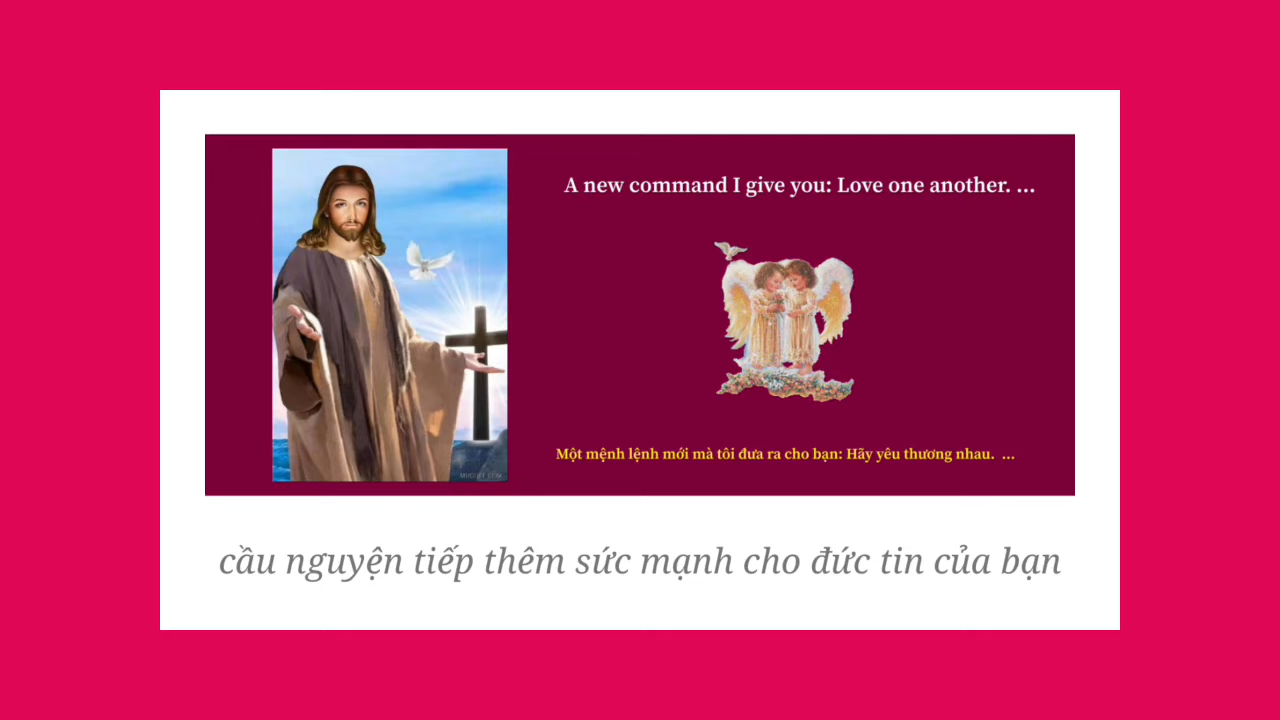 A new command I give you: Love one another. ...
Một mệnh lệnh mới mà tôi đưa ra cho bạn: Hãy yêu thương nhau. ...
cầu nguyện tiếp thêm sức mạnh cho đức tin của bạn